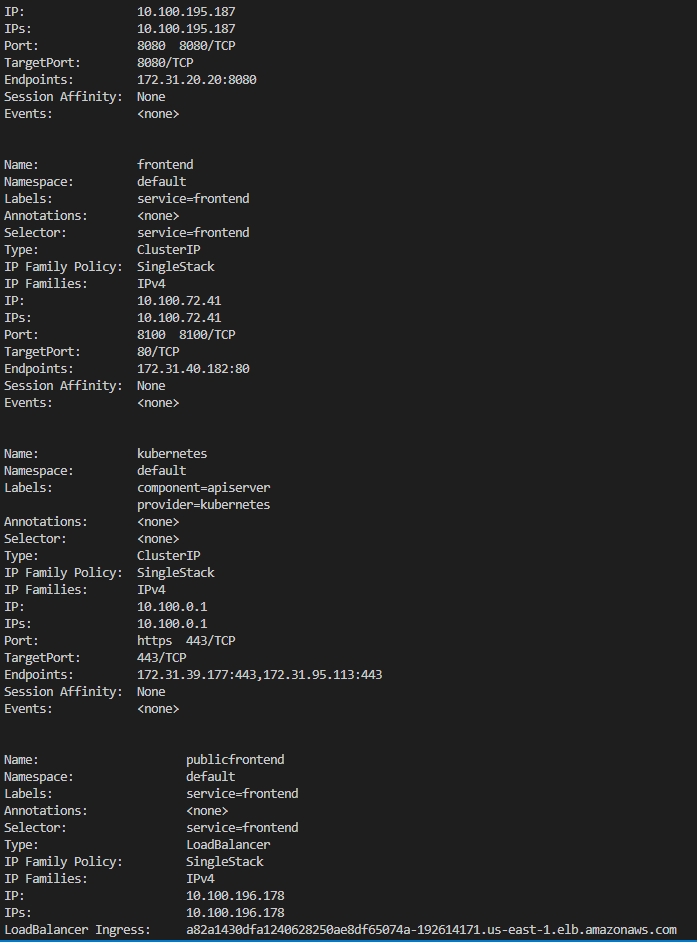 IP:                10.100.195.187
IPs:               10.100.195.187
Port:              8080  8080/TCP
TargetPort:        8080/TCP
Endpoints:         172.31.20.20:8080
Session Affinity:  None
Events:            <none>
Name:              frontend
Namespace:         default
Labels:            service=frontend
Annotations:       <none>
Selector:          service=frontend
Type:              ClusterIP
IP Family Policy:  SingleStack
IP Families:       IPv4
IP:                10.100.72.41
IPs:               10.100.72.41
Port:              8100  8100/TCP
TargetPort:        80/TCP
Endpoints:         172.31.40.182:80
Session Affinity:  None
Events:            <none>
Name:              kubernetes
Namespace:         default
Labels:            component=apiserver
                   provider=kubernetes
Annotations:       <none>
Selector:          <none>
Type:              ClusterIP
IP Family Policy:  SingleStack
IP Families:       IPv4
IP:                10.100.0.1
IPs:               10.100.0.1
Port:              https  443/TCP
TargetPort:        443/TCP
Endpoints:         172.31.39.177:443,172.31.95.113:443
Session Affinity:  None
Events:            <none>
Name:                     publicfrontend
Namespace:                default
Labels:                   service=frontend
Annotations:              <none>
Selector:                 service=frontend
Type:                     LoadBalancer
IP Family Policy:         SingleStack
IP Families:              IPv4
IP:                       10.100.196.178
IPs:                      10.100.196.178
LoadBalancer Ingress:     a82a1430dfa1240628250ae8df65074a-192614171.us-east-1.elb.amazonaws.com